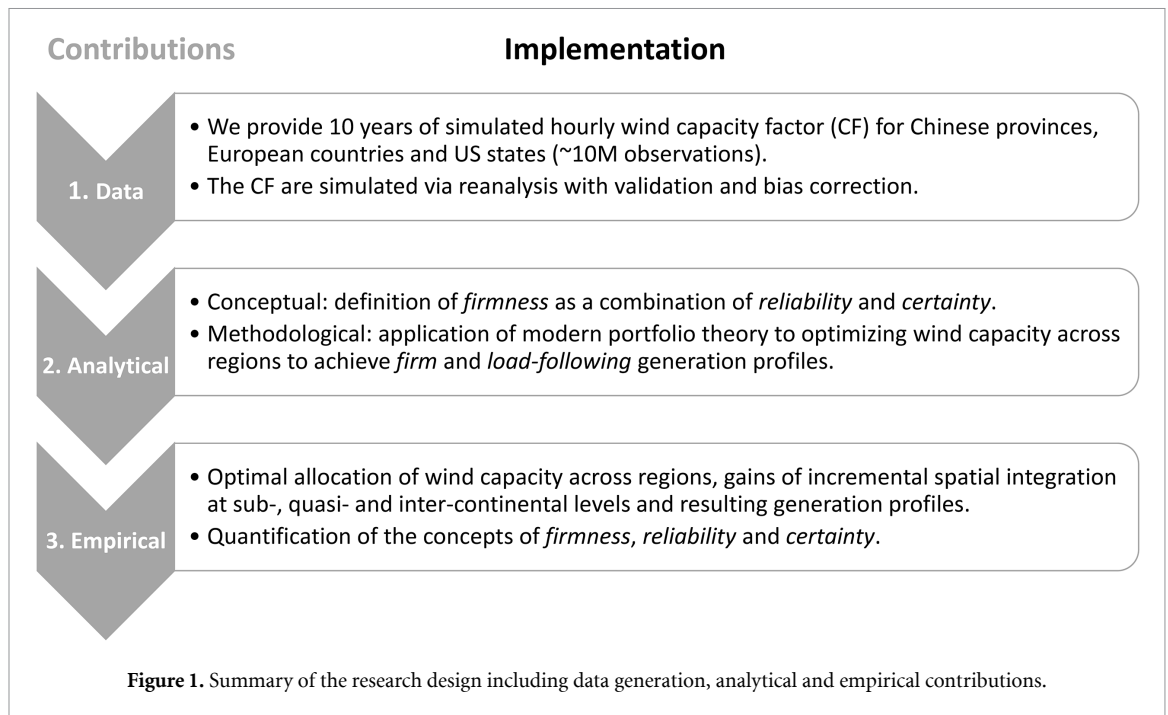 Contributions
Implementation
1. Data
• We provide 10 years of simulated hourly wind capacity factor (CF) for Chinese provinces,
European countries and US states (~10M observations).
• The CF are simulated via reanalysis with validation and bias correction.
2. Analytical
• Conceptual: definition of firmness as a combination of reliability and certainty.
• Methodological: application of modern portfolio theory to optimizing wind capacity across
regions to achieve firm and load-following generation profiles.
3. Empirical
• Optimal allocation of wind capacity across regions, gains of incremental spatial integration
at sub-, quasi- and inter-continental levels and resulting generation profiles.
• Quantification of the concepts of firmness, reliability and certainty.
Figure 1. Summary of the research design including data generation, analytical and empirical contributions.